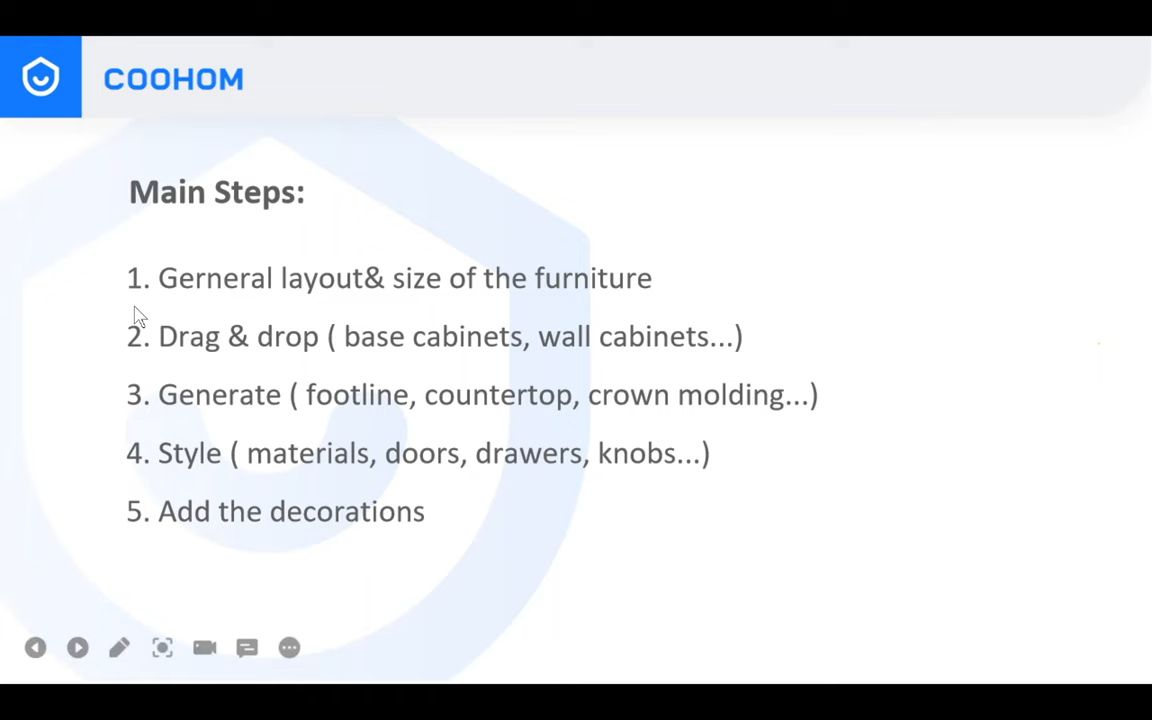 COOHOM
Main Steps:
1. Gerneral layout& size of the furniture
2. Drag & drop ( base cabinets, wall cabinets...)
3. Generate ( footline, countertop, crown molding...)
4. Style ( materials, doors, drawers, knobs...)
5. Add the decorations